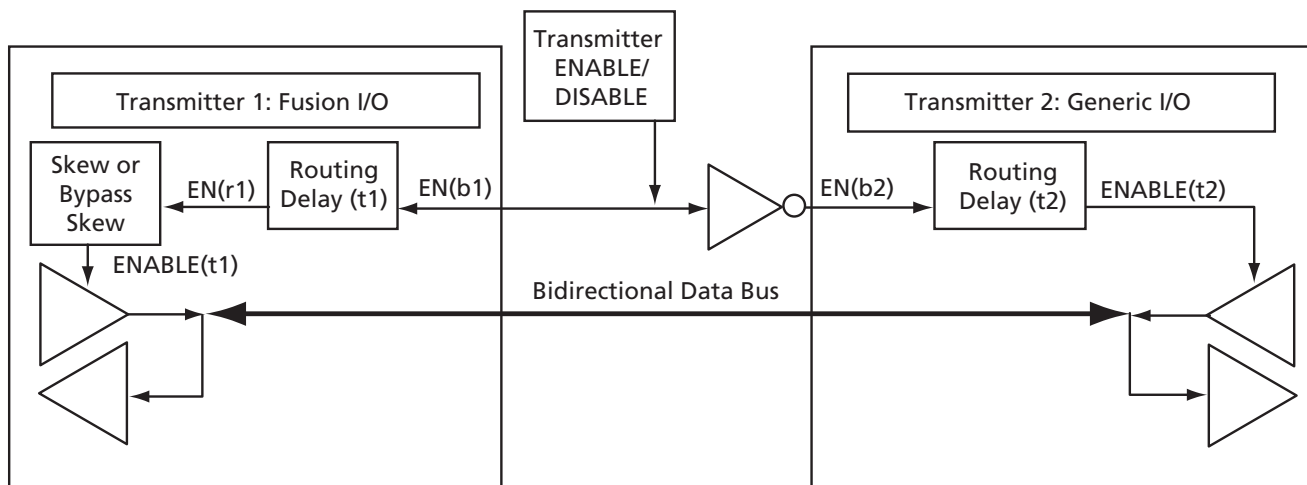 Transmitter
ENABLE/
DISABLE
Transmitter 1: Fusion I/O
Transmitter 2: Generic I/O
Skew or
Bypass
Skew
EN(r1)
Routing
Delay (t1)
EN(b1)
EN(b2)
Routing
Delay (t2)
ENABLE(t2)
ENABLE(t1)
Bidirectional Data Bus